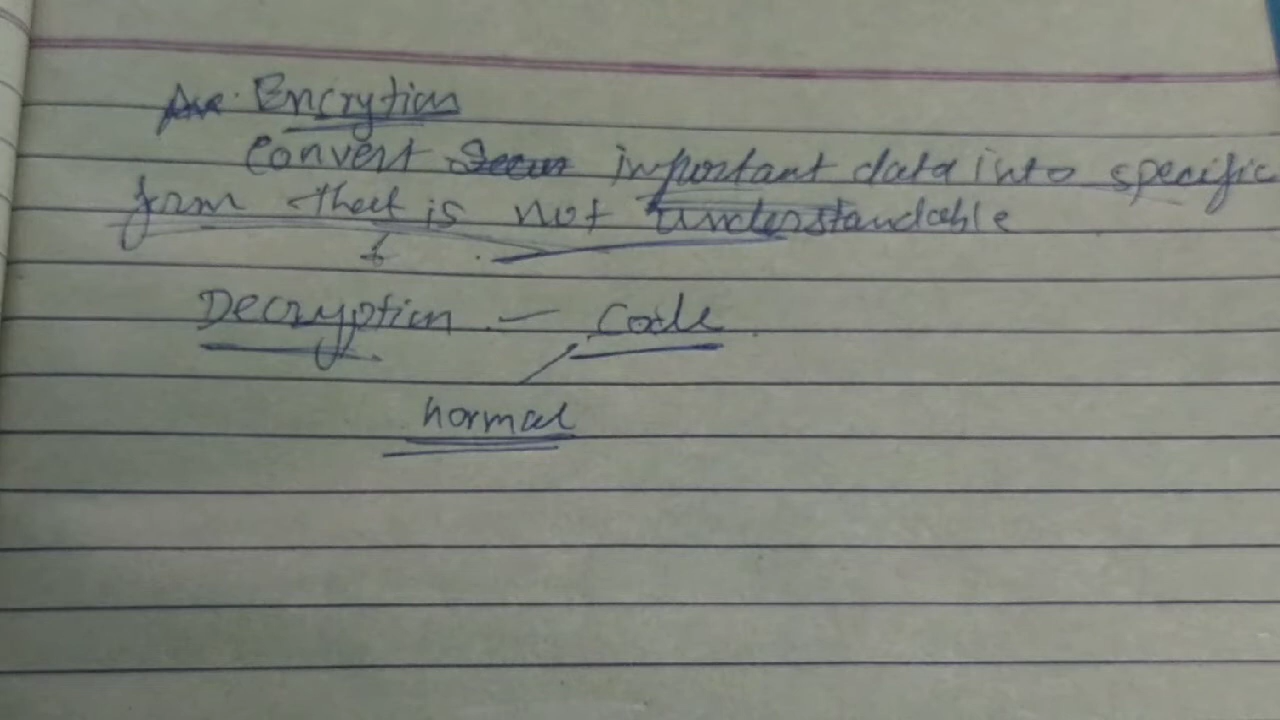 Encrytion
Convert important data into specific
form that is not understandable
Decryption - Code
normal